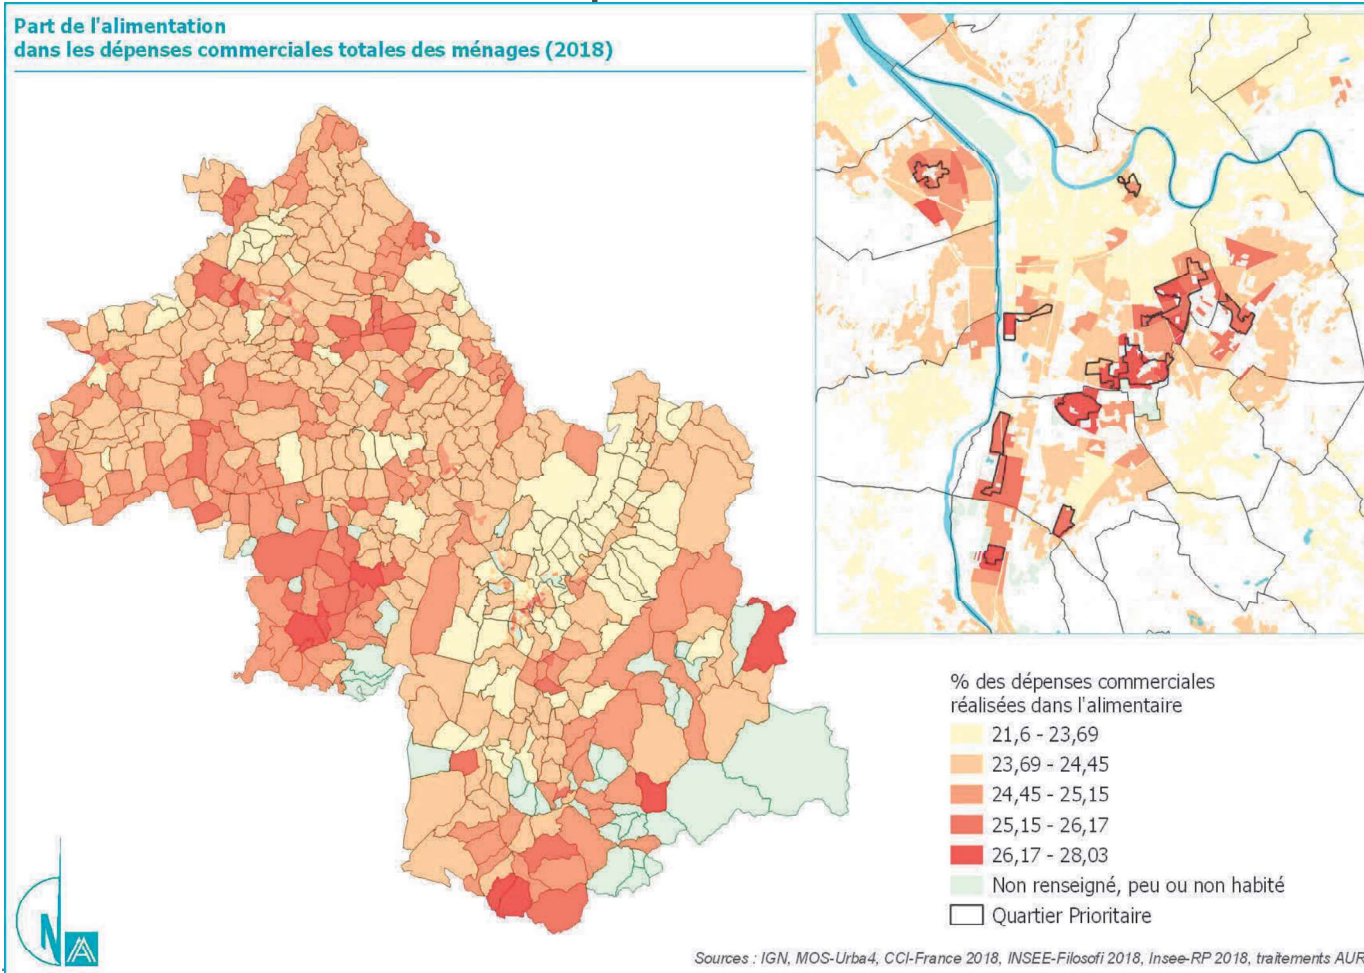 Part de l'alimentation
dans les dépenses commerciales totales des ménages (2018)
% des dépenses commerciales
réalisées dans l'alimentaire
21,6 - 23,69
23,69 - 24,45
24,45 - 25,15
25,15 - 26,17
26,17 - 28,03
Non renseigné, peu ou non habité
Quartier Prioritaire
N
Sources : IGN, MOS-Urba4, CCI-France 2018, INSEE-Filosofi 2018, Insee-RP 2018, traitements AUR